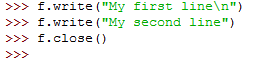 >>> f.write("My first line\n")
>>> f.write("My second line")
>>> f.close()
>>>